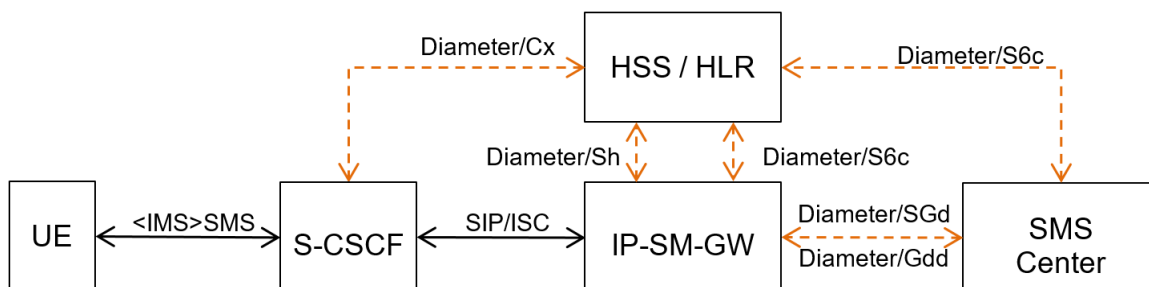 Diameter/Cx
HSS / HLR
Diameter/S6c
Diameter/Sh
Diameter/S6c
UE
<IMS>SMS
S-CSCF
SIP/ISC
IP-SM-GW
Diameter/SGd
Diameter/Gdd
SMS
Center